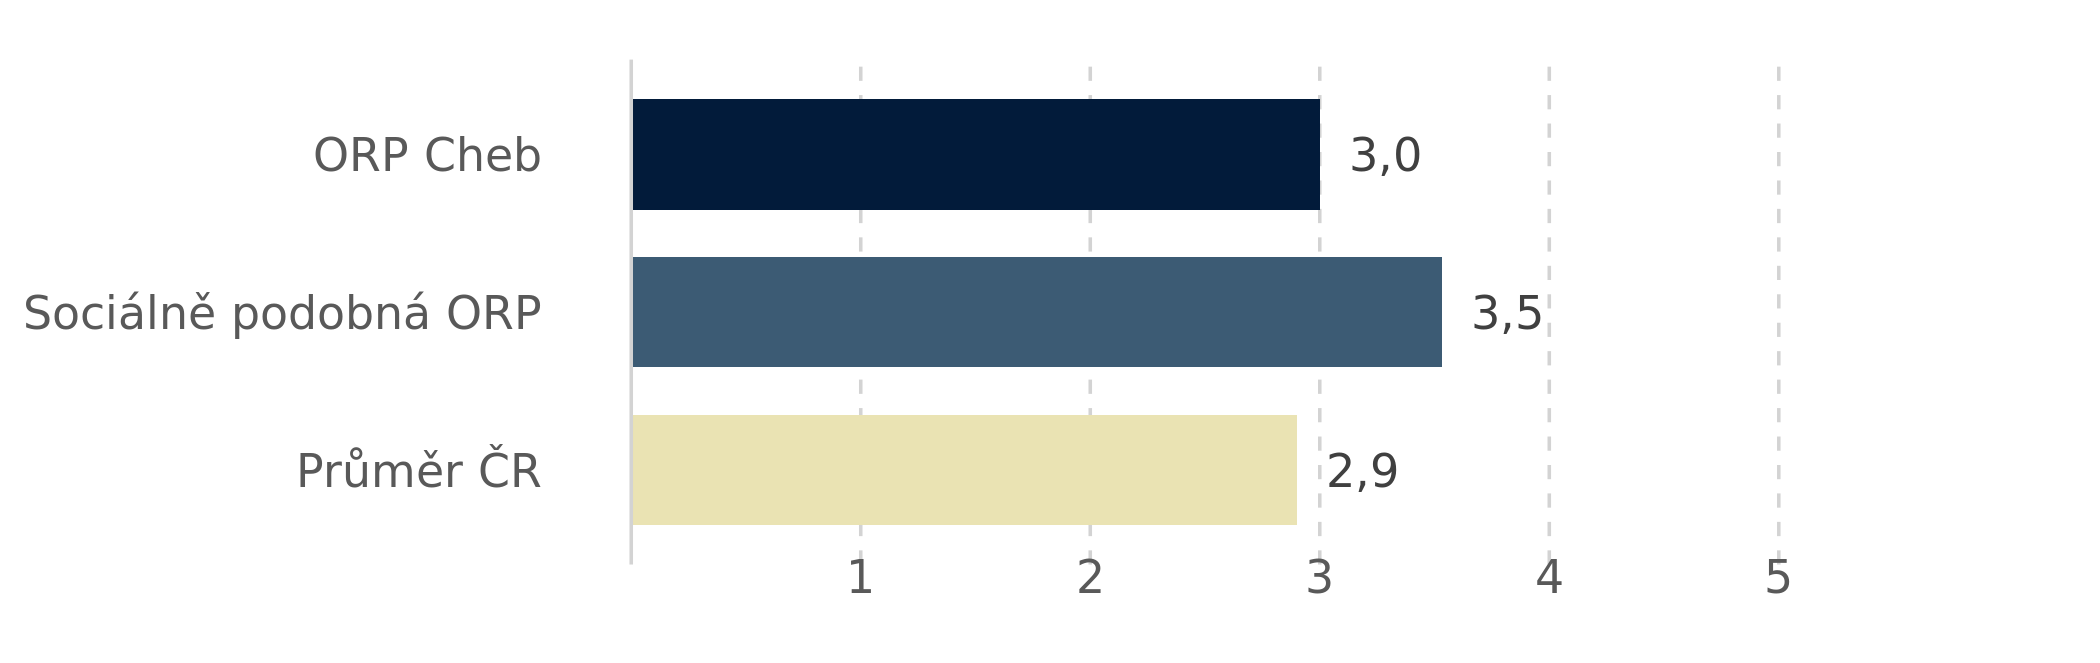 ORP Cheb
3,0
Sociálně podobná ORP
3,5
Průměr ČR
2,9
1 2 3 4 5